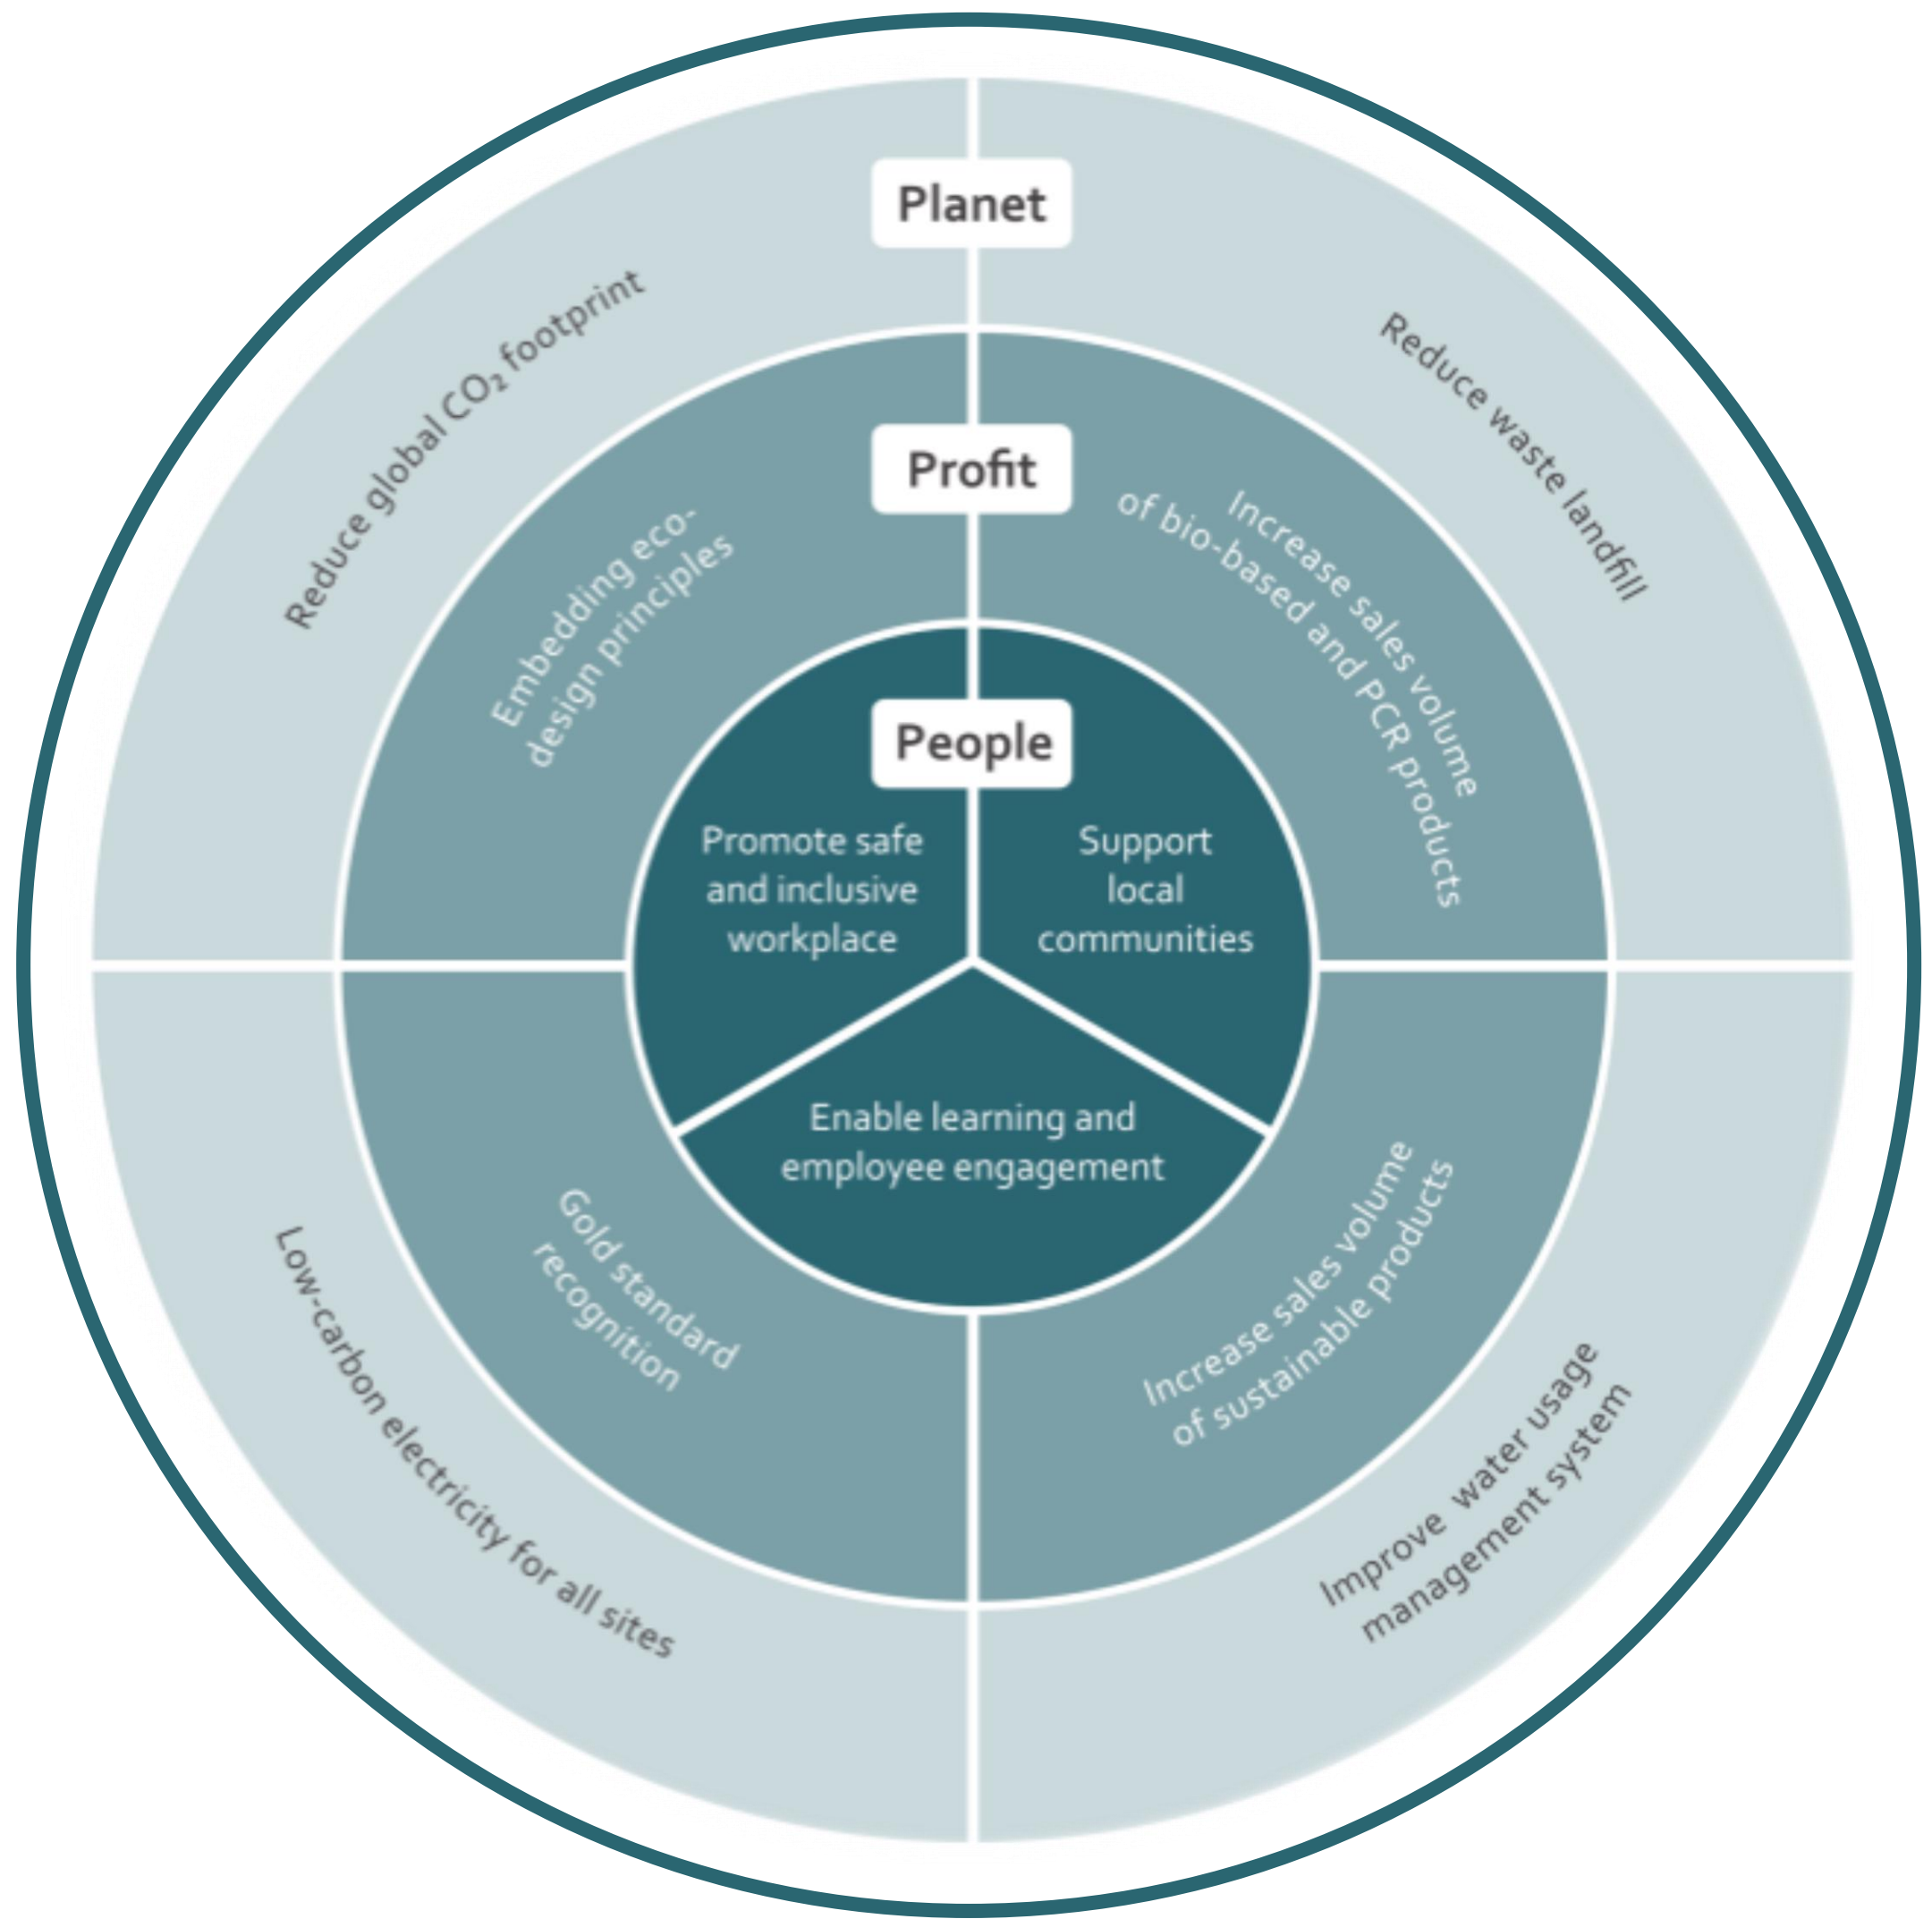 Planet
Reduce global CO₂ footprint
Reduce waste landfill
Low-carbon electricity for all sites
Improve water usage
management system
Profit
Embedding eco-
design principles
Increase sales volume
of bio-based and PCR products
Gold standard
recognition
Increase sales volume
of sustainable products
People
Promote safe
and inclusive
workplace
Support
local
communities
Enable learning and
employee engagement